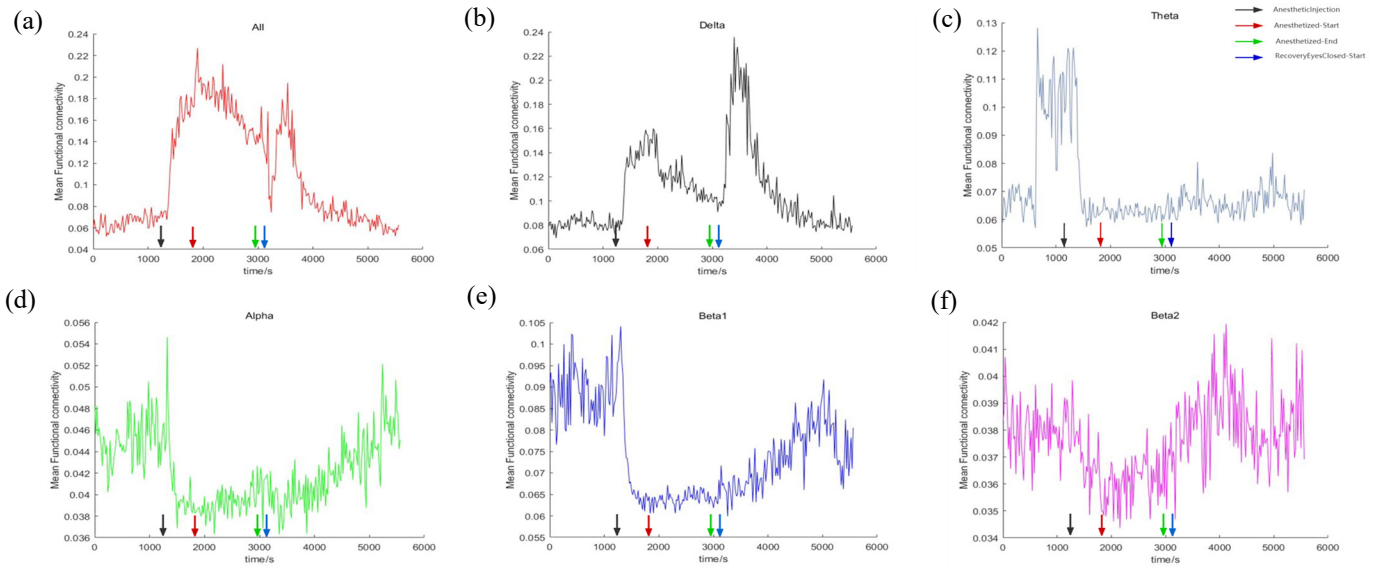 (a)
All
Mean Functional connectivity
0.24
0.22
0.2
0.18
0.16
0.14
0.12
0.1
0.08
0.06
0.04
0 1000 2000 3000 4000 5000 6000
time/s
(b)
Delta
Mean Functional connectivity
0.24
0.22
0.2
0.18
0.16
0.14
0.12
0.1
0.08
0.06
0 1000 2000 3000 4000 5000 6000
time/s
(c)
Theta
Mean Functional connectivity
0.13
0.12
0.11
0.1
0.09
0.08
0.07
0.06
0.05
0 1000 2000 3000 4000 5000 6000
time/s
AnestheticInjection
Anesthetized-Start
Anesthetized-End
RecoveryEyesClosed-Start
(d)
Alpha
Mean Functional connectivity
0.056
0.054
0.052
0.05
0.048
0.046
0.044
0.042
0.04
0.038
0.036
0 1000 2000 3000 4000 5000 6000
time/s
(e)
Beta1
Mean Functional connectivity
0.105
0.1
0.095
0.09
0.085
0.08
0.075
0.07
0.065
0.06
0.055
0 1000 2000 3000 4000 5000 6000
time/s
(f)
Beta2
Mean Functional connectivity
0.042
0.041
0.04
0.039
0.038
0.037
0.036
0.035
0.034
0 1000 2000 3000 4000 5000 6000
time/s